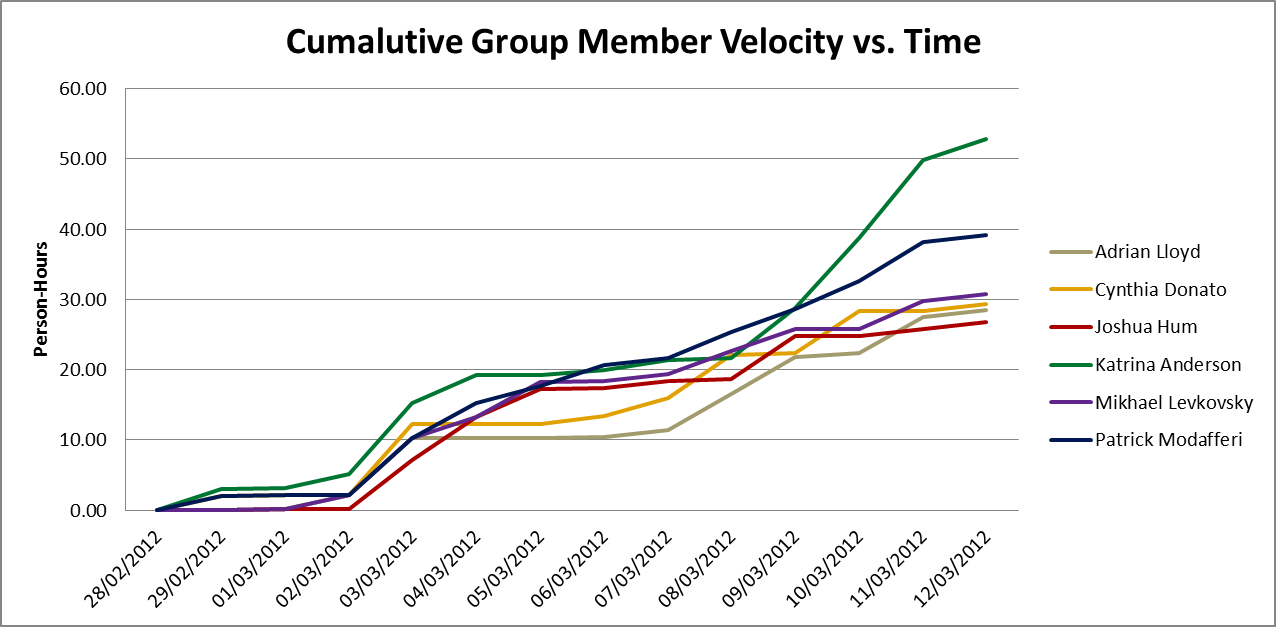 Cumalutive Group Member Velocity vs. Time
60.00
50.00
40.00
30.00
20.00
10.00
0.00
Person-Hours
28/02/2012
29/02/2012
01/03/2012
02/03/2012
03/03/2012
04/03/2012
05/03/2012
06/03/2012
07/03/2012
08/03/2012
09/03/2012
10/03/2012
11/03/2012
12/03/2012
Adrian Lloyd
Cynthia Donato
Joshua Hum
Katrina Anderson
Mikhael Levkovsky
Patrick Modafferi